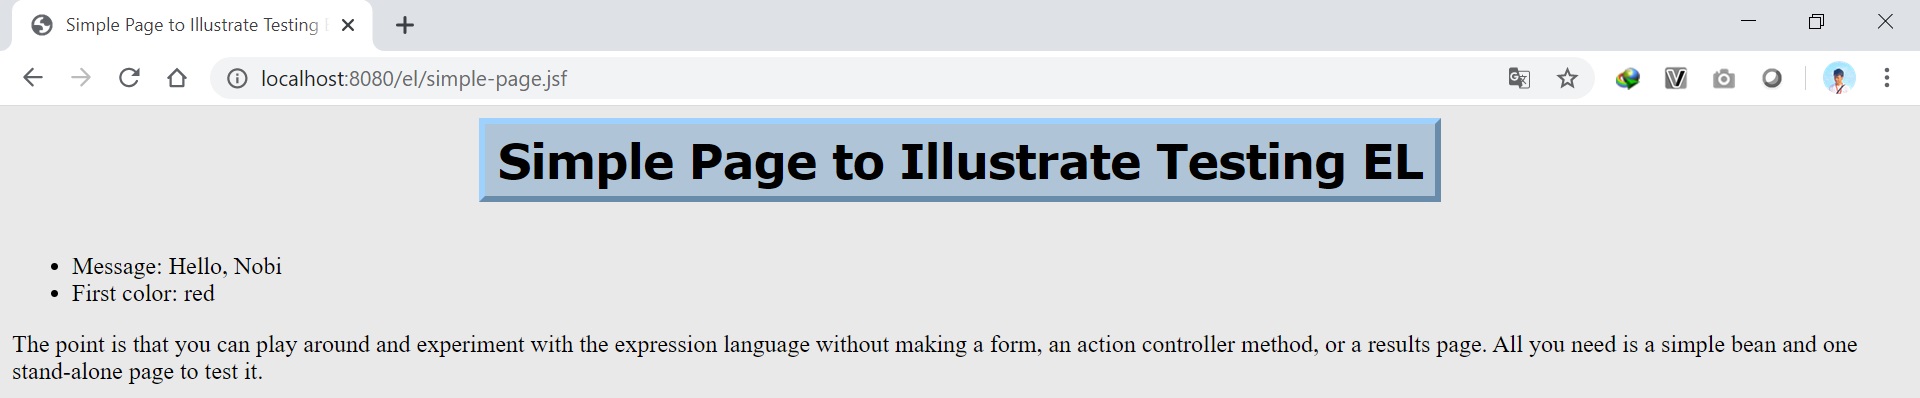 Simple Page to Illustrate Testing
localhost:8080/el/simple-page.jsf
Simple Page to Illustrate Testing EL
• Message: Hello, Nobi
• First color: red
The point is that you can play around and experiment with the expression language without making a form, an action controller method, or a results page. All you need is a simple bean and one
stand-alone page to test it.